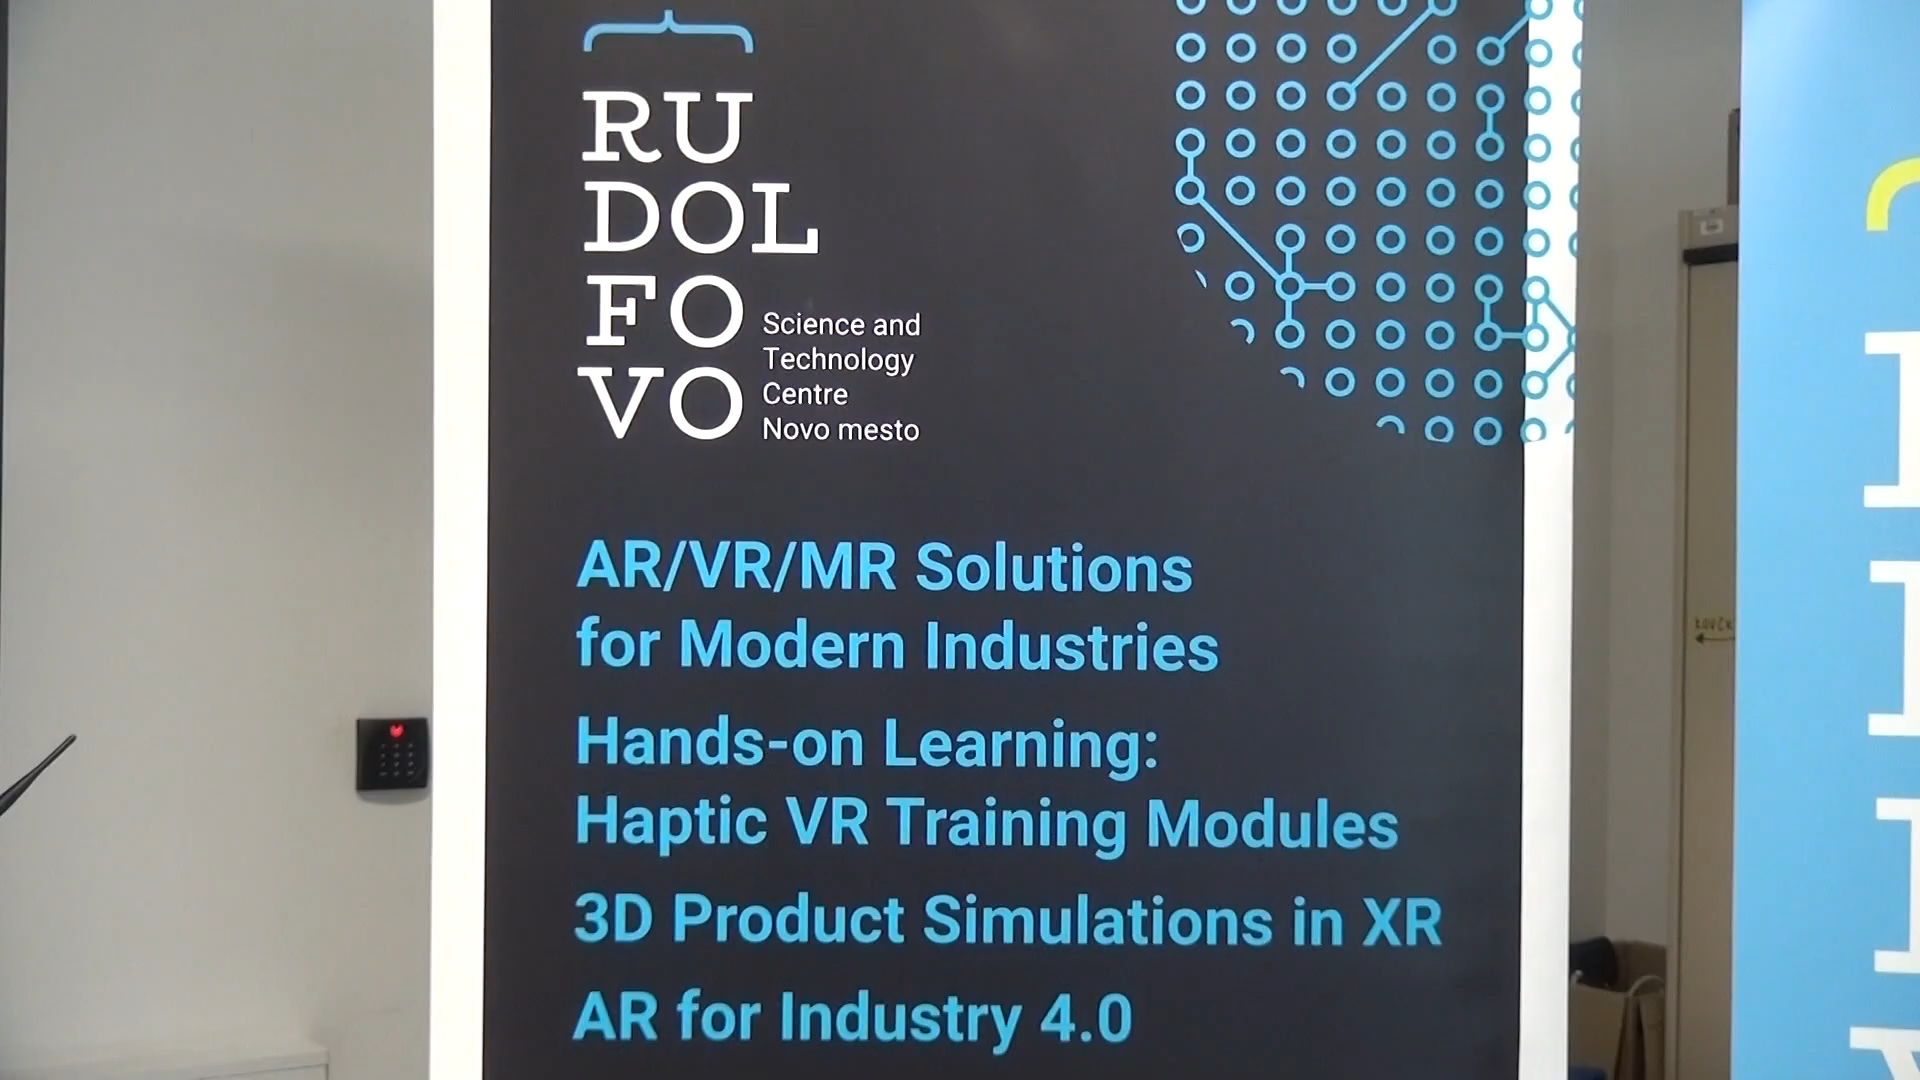 RU
DOL
FO
VO
Science and
Technology
Centre
Novo mesto
AR/VR/MR Solutions
for Modern Industries
Hands-on Learning:
Haptic VR Training Modules
3D Product Simulations in XR
AR for Industry 4.0